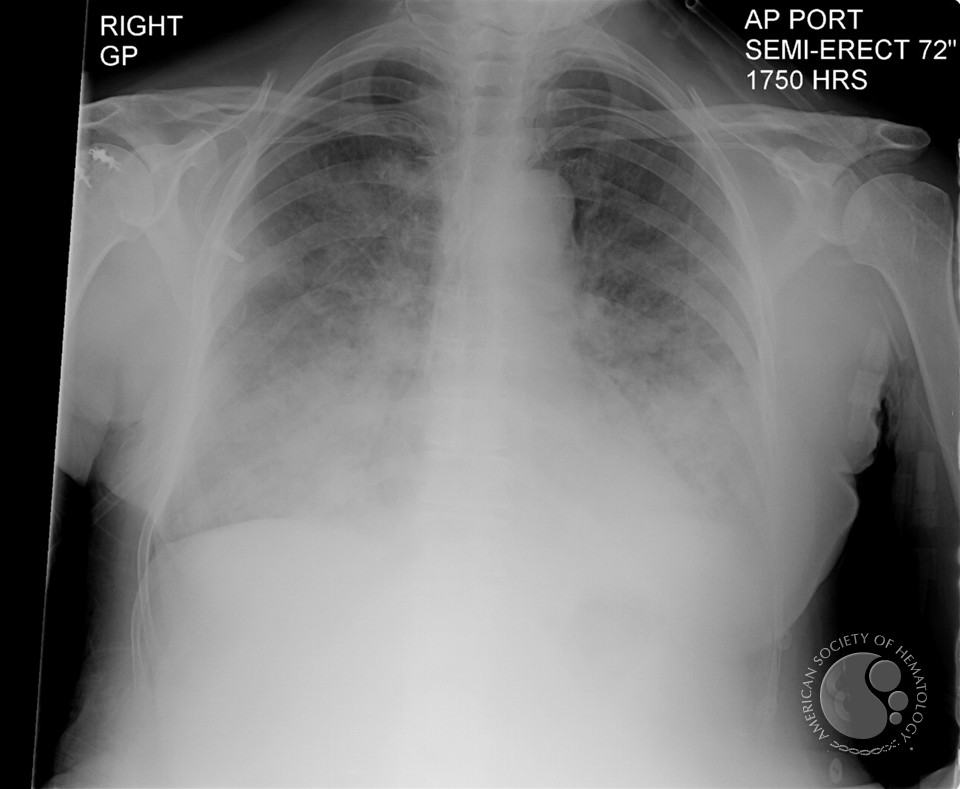 RIGHT
GP
AP PORT
SEMI-ERECT 72"
1750 HRS
AMERICAN SOCIETY OF HEMATOLOGY